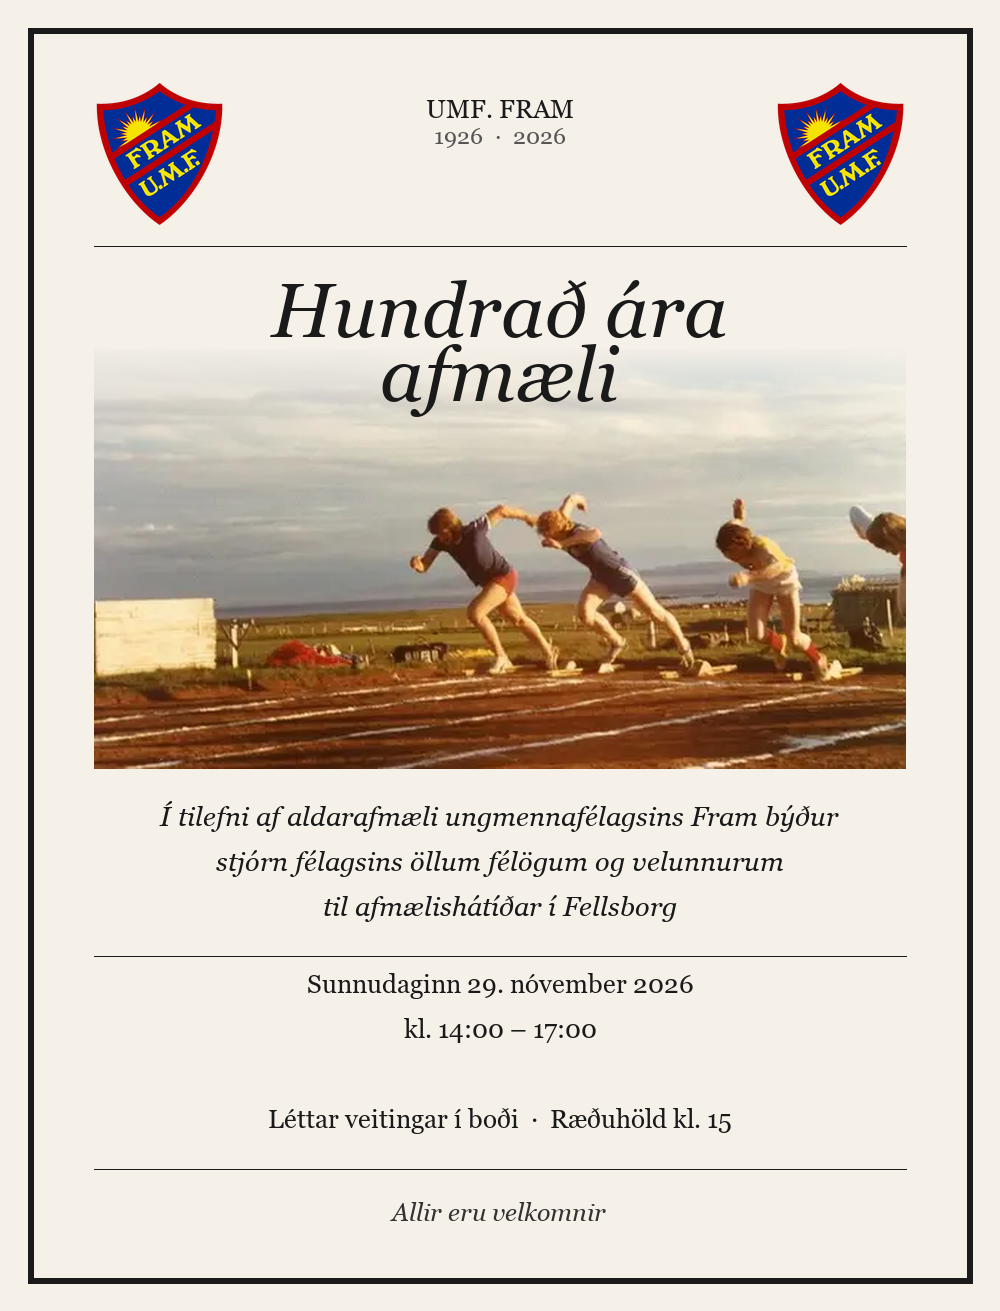 FRAM
U.M.F.
UMF. FRAM
1926 · 2026
FRAM
U.M.F.
Hundrað ára
afmæli
Í tilefni af aldarafmæli ungmennafélagsins Fram býður
stjórn félagsins öllum félögum og velunnurum
til afmælishátíðar í Fellsborg
Sunnudaginn 29. nóvember 2026
kl. 14:00 – 17:00
Léttar veitingar í boði · Ræðuhöld kl. 15
Allir eru velkomnir